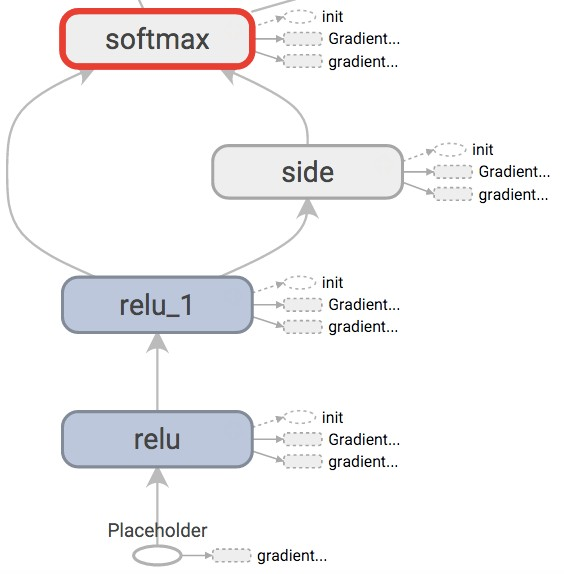 init
softmax
Gradient...
gradient...
init
side
Gradient...
gradient...
init
relu_1
Gradient...
gradient...
init
relu
Gradient...
gradient...
Placeholder
gradient...